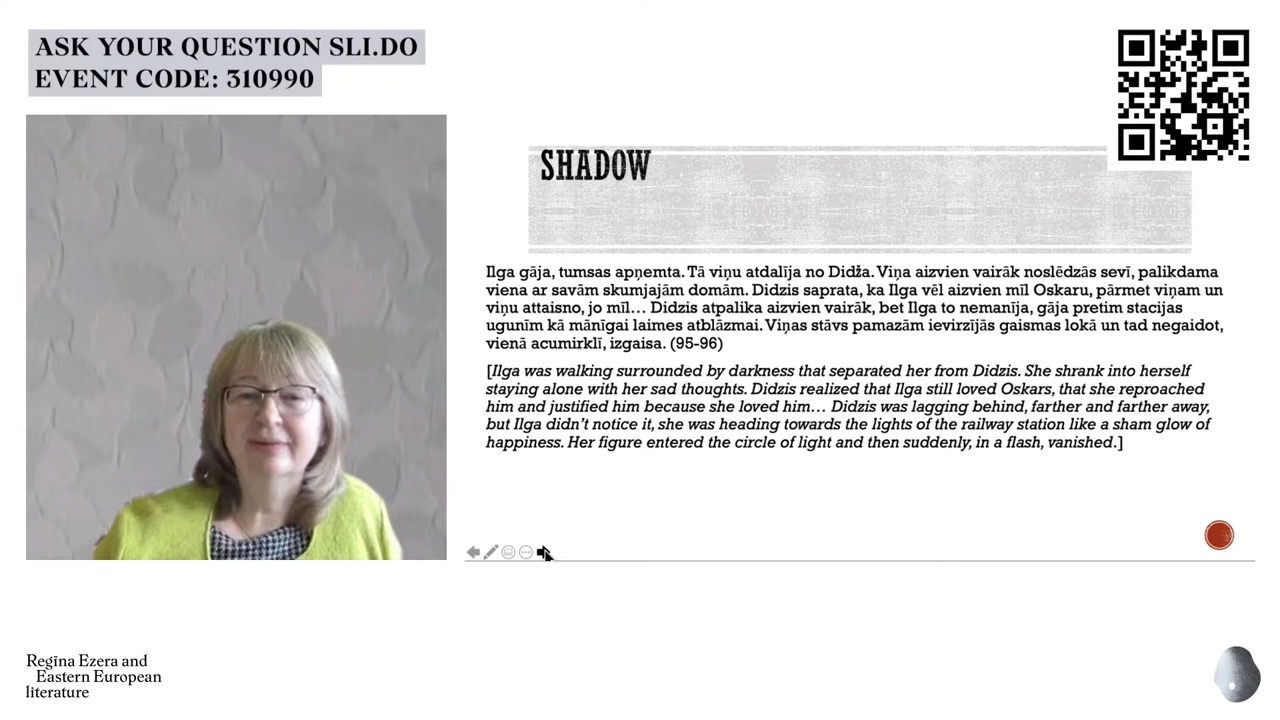 ASK YOUR QUESTION SLI.DO
EVENT CODE: 310990
SHADOW
Ilga gāja, tumsas apņemta. Tā viņu atdalīja no Didža. Viņa aizvien vairāk noslēdzās sevī, palikdama
viena ar savām skumjajām domām. Didzis saprata, ka Ilga vēl aizvien mīl Oskaru, pārmet viņam un
viņu attaisno, jo mīl... Didzis atpalika aizvien vairāk, bet Ilga to nemanīja, gāja pretim stacijas
ugunīm kā mānīgai laimes atblāzmai. Viņas stāvs pamazām ievirzījās gaismas lokā un tad negaidot,
vienā acumirklī, izgaisa. (95-96)
[Ilga was walking surrounded by darkness that separated her from Didzis. She shrank into herself
staying alone with her sad thoughts. Didzis realized that Ilga still loved Oskars, that she reproached
him and justified him because she loved him... Didzis was lagging behind, farther and farther away,
but Ilga didn't notice it, she was heading towards the lights of the railway station like a sham glow of
happiness. Her figure entered the circle of light and then suddenly, in a flash, vanished.]
Regīna Ezera and
Eastern European
literature